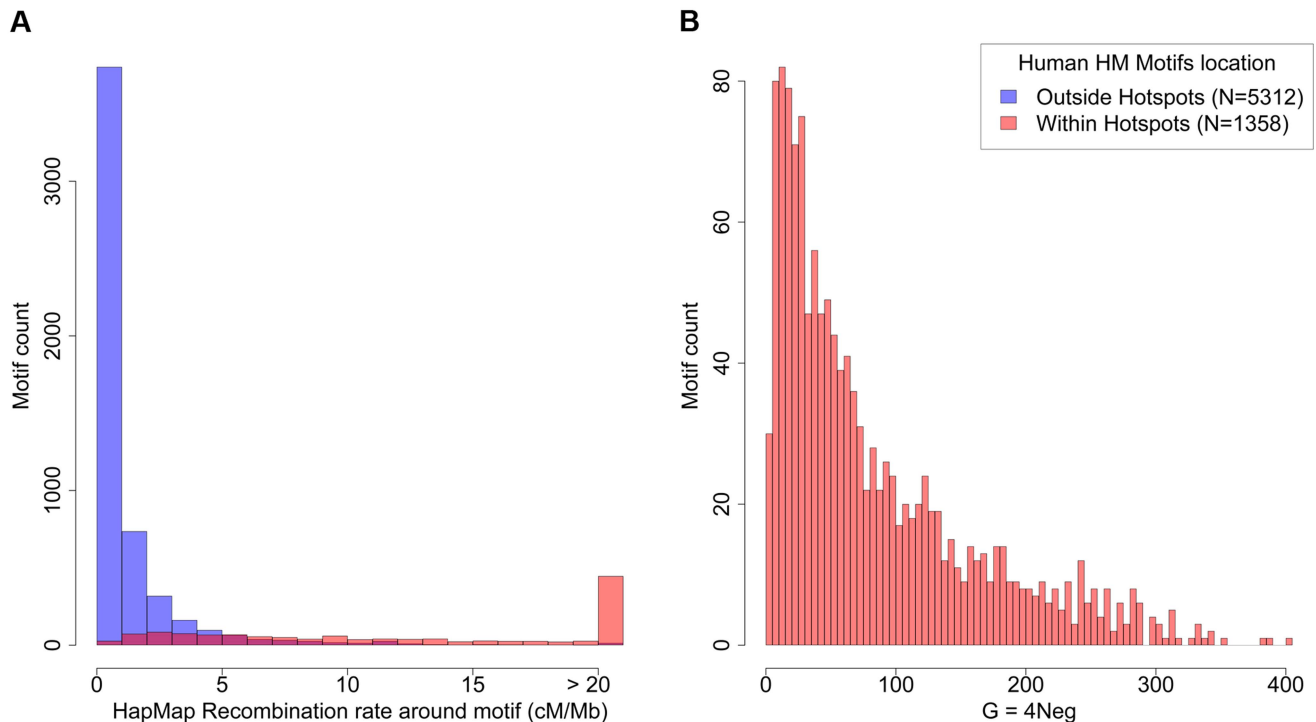 A
Motif count
3000
2000
1000
0
0 5 10 15 > 20
HapMap Recombination rate around motif (cM/Mb)
B
Human HM Motifs location
Outside Hotspots (N=5312)
Within Hotspots (N=1358)
Motif count
80
60
40
20
0
0 100 200 300 400
G = 4Neg